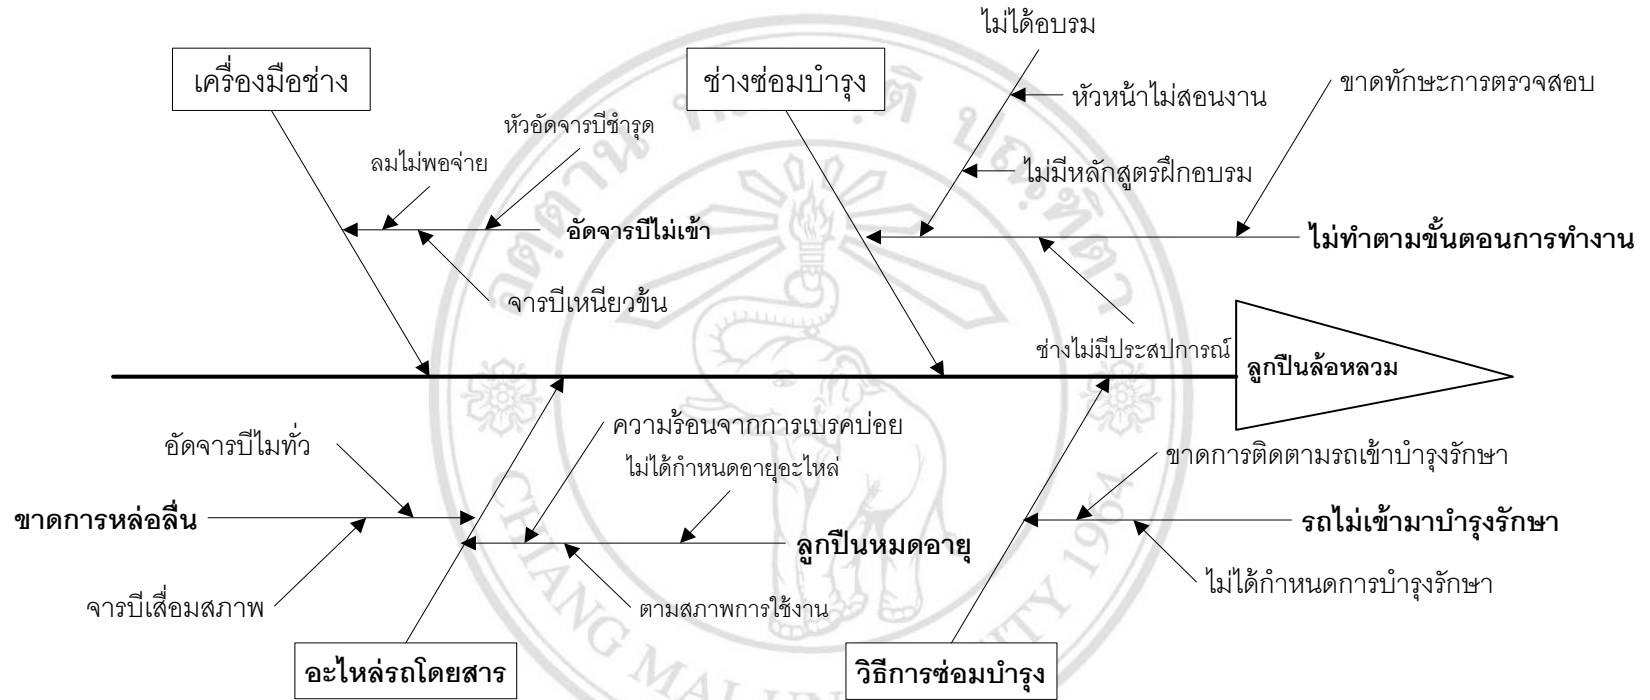 ไม่ได้อบรม
เครื่องมือช่าง
ช่างซ่อมบำรุง
หัวหน้าไม่สอนงาน
ขาดทักษะการตรวจสอบ
หัวอัดจารบีชำรุด
ลมไม่พอจ่าย
ไม่มีหลักสูตรฝึกอบรม
อัดจารบีไม่เข้า
ไม่ทำตามขั้นตอนการทำงาน
จารบีเหนียวข้น
ช่างไม่มีประสปการณ์
ลูกปืนล้อหลวม
อัดจารบีไมทั่ว
ความร้อนจากการเบรคบ่อย
ไม่ได้กำหนดอายุอะไหล่
ขาดการติดตามรถเข้าบำรุงรักษา
ขาดการหล่อลื่น
ลูกปืนหมดอายุ
รถไม่เข้ามาบำรุงรักษา
จารบีเสื่อมสภาพ
ตามสภาพการใช้งาน
ไม่ได้กำหนดการบำรุงรักษา
อะไหล่รถโดยสาร
วิธีการซ่อมบำรุง